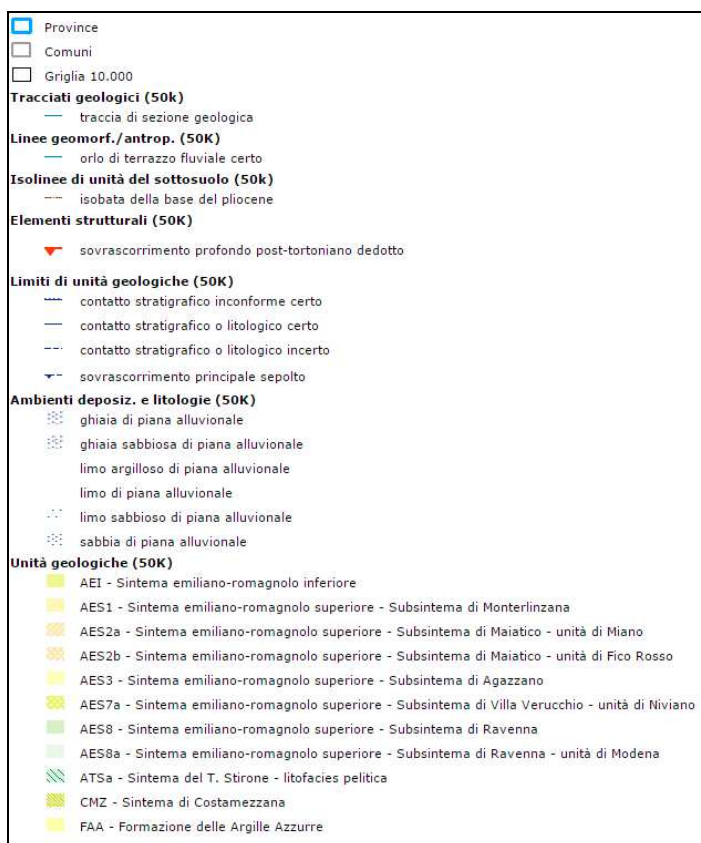 Province
Comuni
Griglia 10.000
Tracciati geologici (50k)
traccia di sezione geologica
Linee geomorf./antrop. (50K)
orlo di terrazzo fluviale certo
Isolinee di unità del sottosuolo (50k)
isobata della base del pliocene
Elementi strutturali (50K)
sovrascorrimento profondo post-tortoniano dedotto
Limiti di unità geologiche (50K)
contatto stratigrafico inconforme certo
contatto stratigrafico o litologico certo
contatto stratigrafico o litologico incerto
sovrascorrimento principale sepolto
Ambienti deposiz. e litologie (50K)
ghiaia di piana alluvionale
ghiaia sabbiosa di piana alluvionale
limo argilloso di piana alluvionale
limo di piana alluvionale
limo sabbioso di piana alluvionale
sabbia di piana alluvionale
Unità geologiche (50K)
AEI - Sintema emiliano-romagnolo inferiore
AES1 - Sintema emiliano-romagnolo superiore - Subsintema di Monterlinzana
AES2a - Sintema emiliano-romagnolo superiore - Subsintema di Maiatico - unità di Miano
AES2b - Sintema emiliano-romagnolo superiore - Subsintema di Maiatico - unità di Fico Rosso
AES3 - Sintema emiliano-romagnolo superiore - Subsintema di Agazzano
AES7a - Sintema emiliano-romagnolo superiore - Subsintema di Villa Verucchio - unità di Niviano
AES8 - Sintema emiliano-romagnolo superiore - Subsintema di Ravenna
AES8a - Sintema emiliano-romagnolo superiore - Subsintema di Ravenna - unità di Modena
ATSa - Sintema del T. Stirone - litofacies pelitica
CMZ - Sintema di Costamezzana
FAA - Formazione delle Argille Azzurre